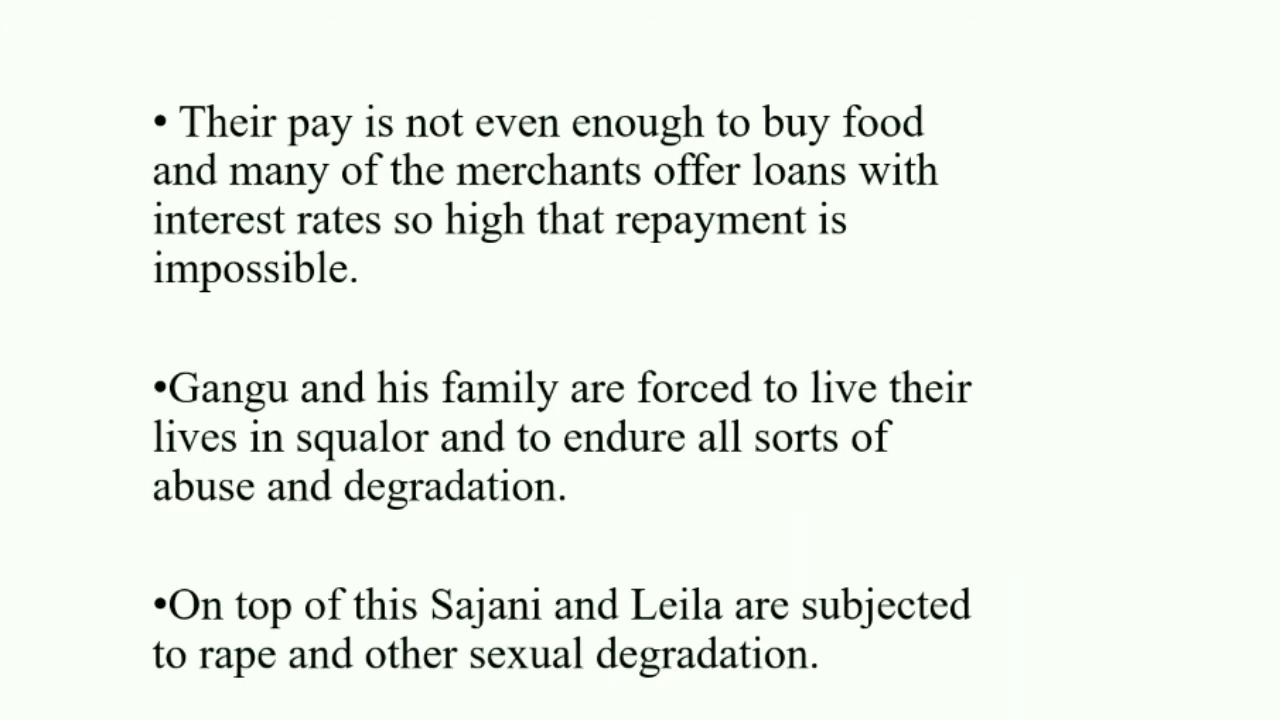 • Their pay is not even enough to buy food
and many of the merchants offer loans with
interest rates so high that repayment is
impossible.
•Gangu and his family are forced to live their
lives in squalor and to endure all sorts of
abuse and degradation.
•On top of this Sajani and Leila are subjected
to rape and other sexual degradation.